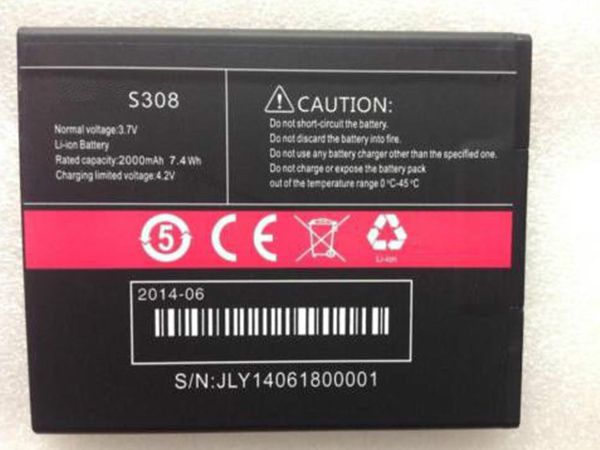 S308
Normal voltage:3.7V
Li-ion Battery
Rated capacity:2000mAh 7.4Wh
Charging limited voltage:4.2V
CAUTION:
Do not short-circuit the battery.
Do not discard the battery into fire.
Do not use any battery charger other than the specified one.
Do not charge or expose the battery pack
out of the temperature range 0℃-45℃
5
CE
Li-ion
2014-06
S/N:JLY14061800001